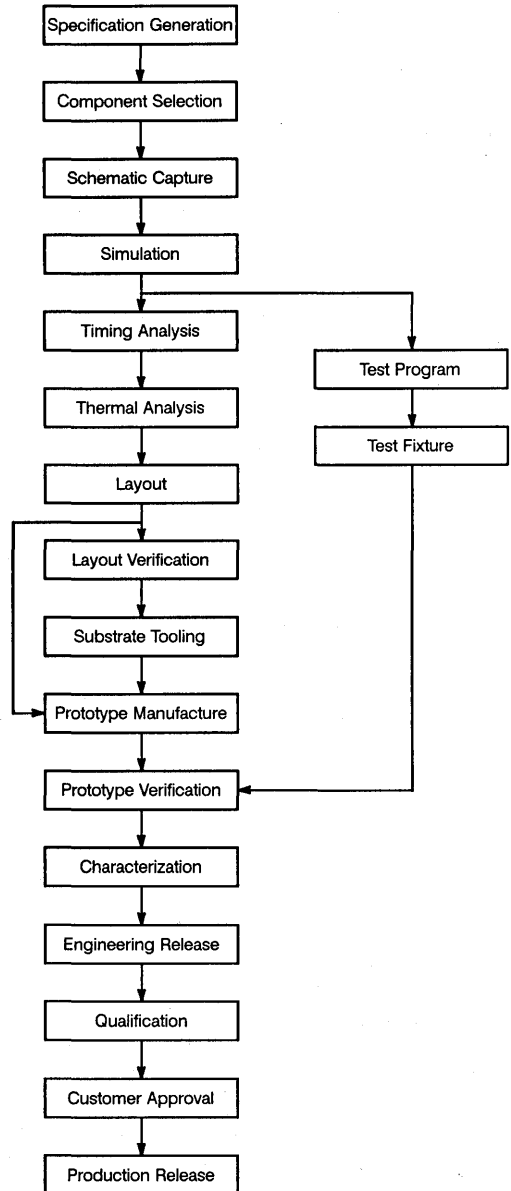 Specification Generation
Component Selection
Schematic Capture
Simulation
Timing Analysis
Test Program
Thermal Analysis
Test Fixture
Layout
Layout Verification
Substrate Tooling
Prototype Manufacture
Prototype Verification
Characterization
Engineering Release
Qualification
Customer Approval
Production Release